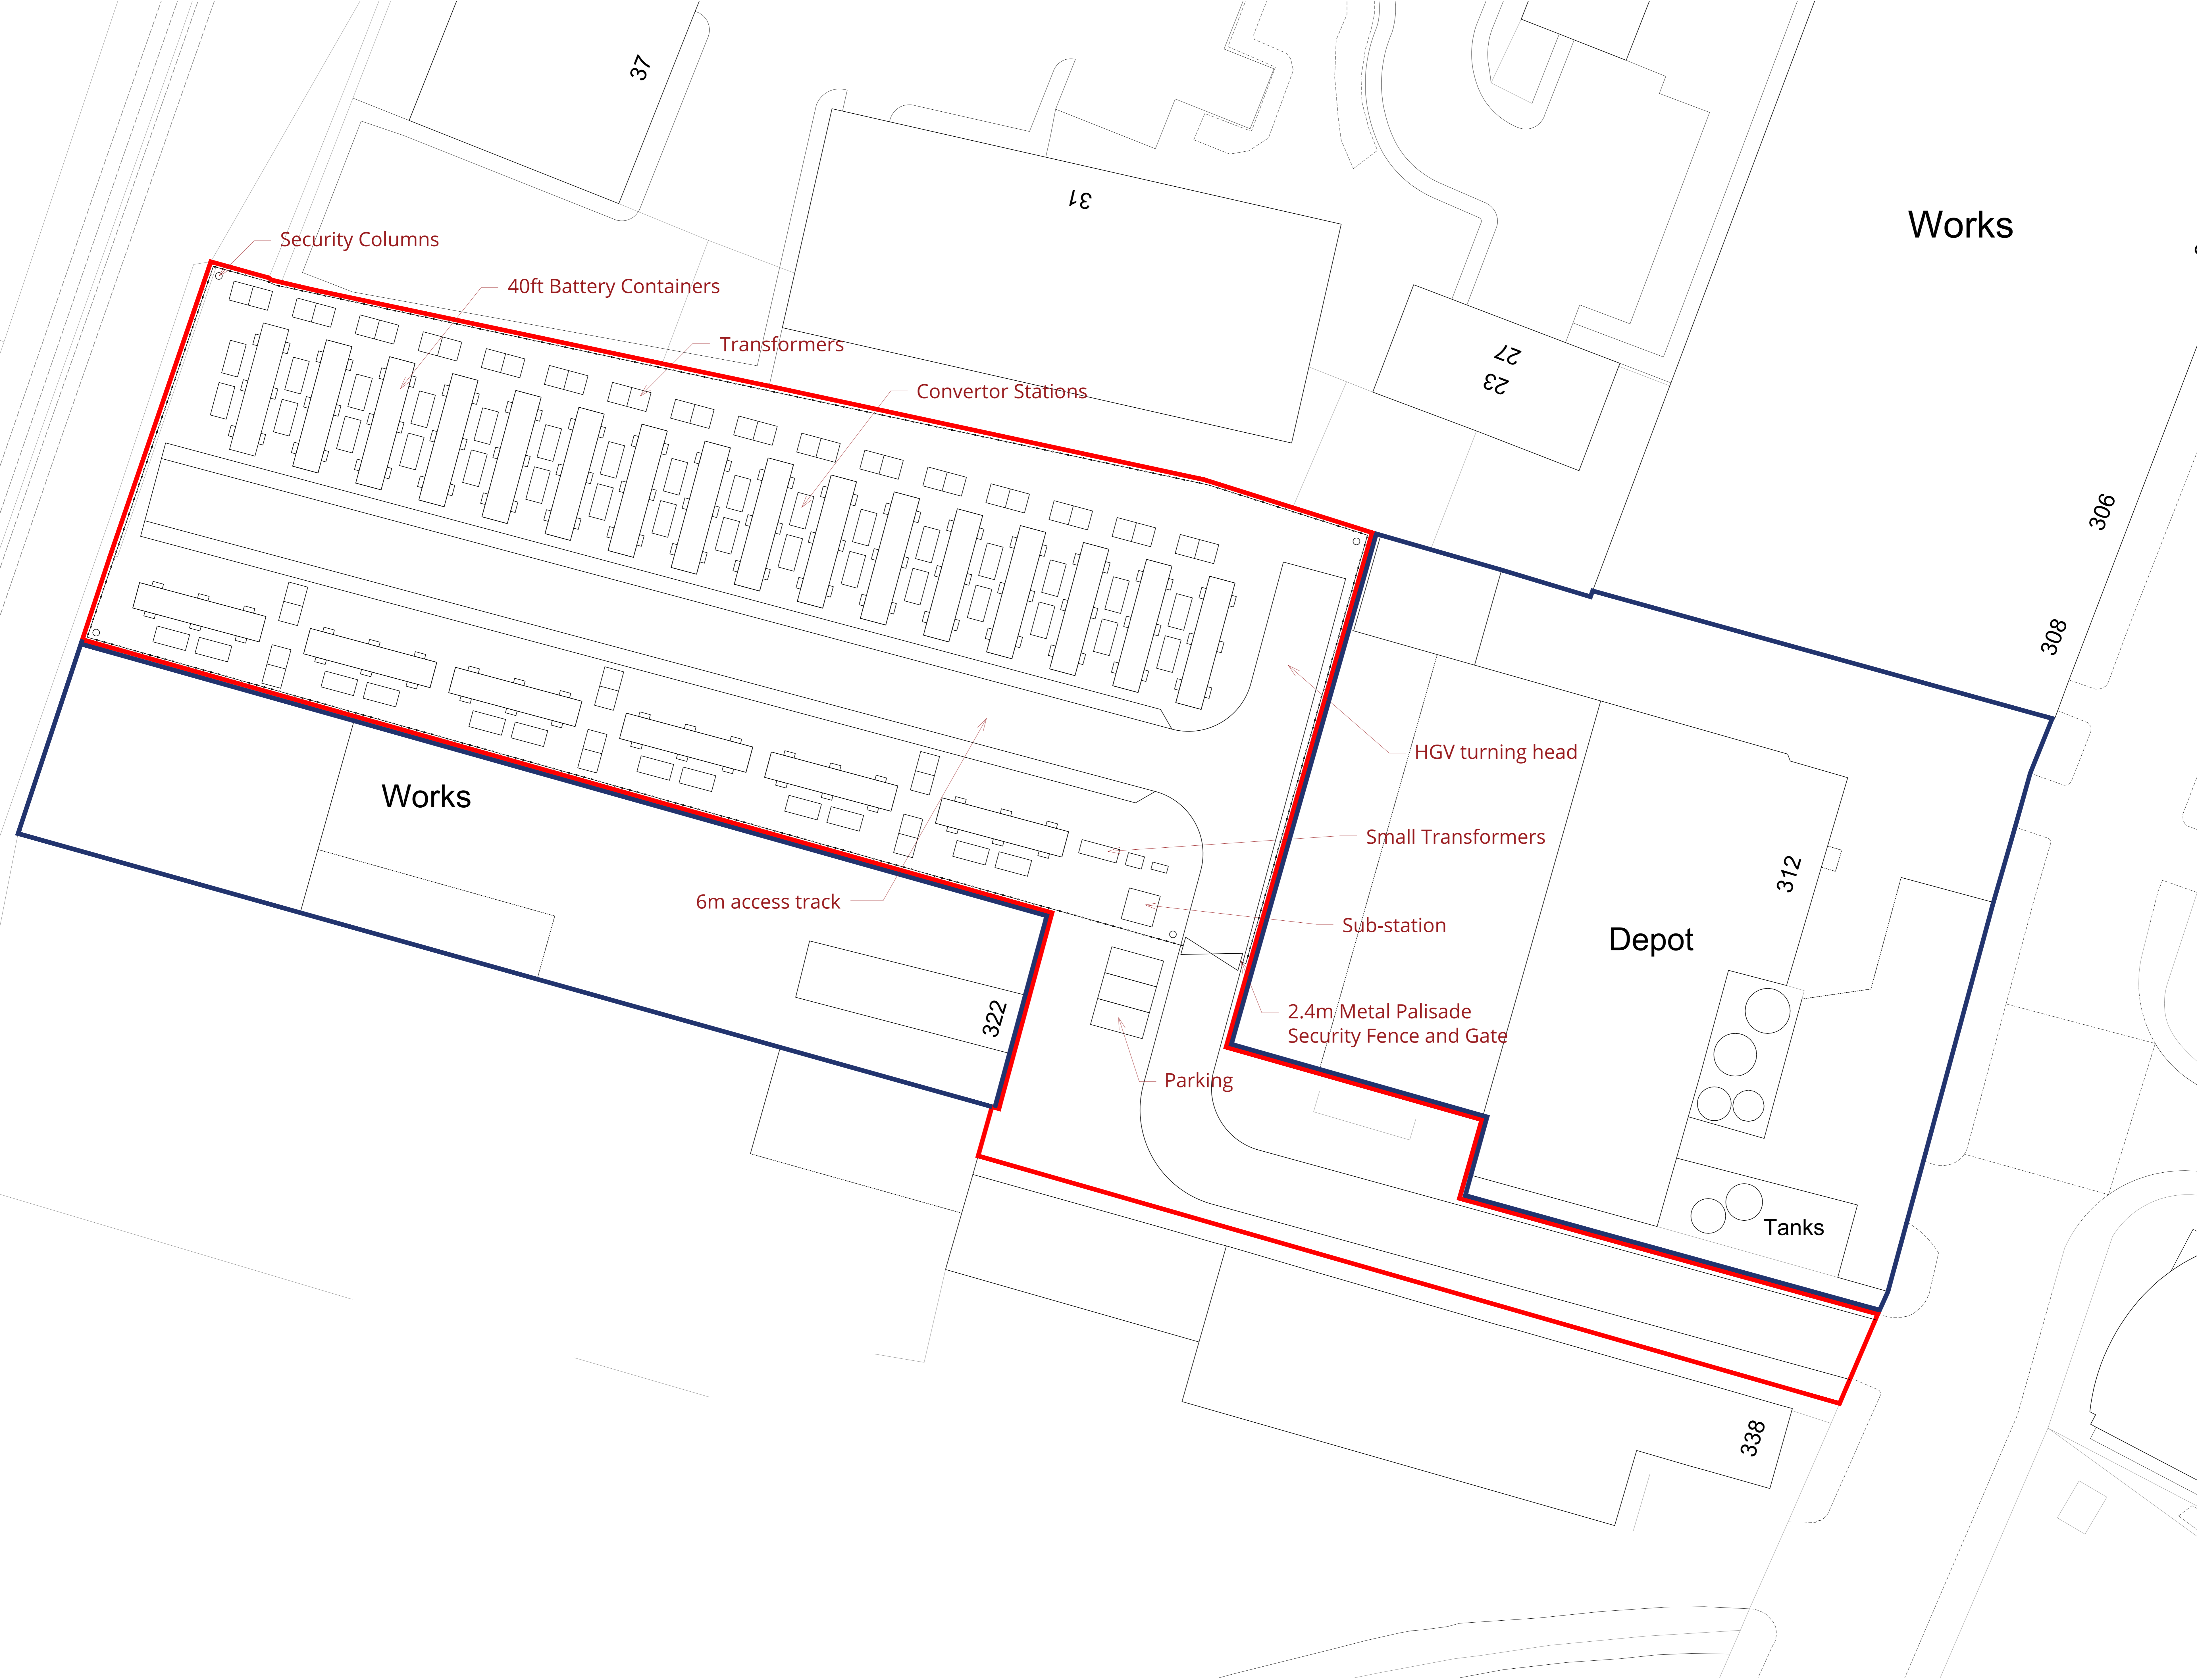 37
31
Works
Security Columns
40ft Battery Containers
Transformers
27
23
Convertor Stations
306
308
HGV turning head
Works
Small Transformers
312
6m access track
Sub-station
Depot
322
2.4m Metal Palisade
Security Fence and Gate
Parking
Tanks
338